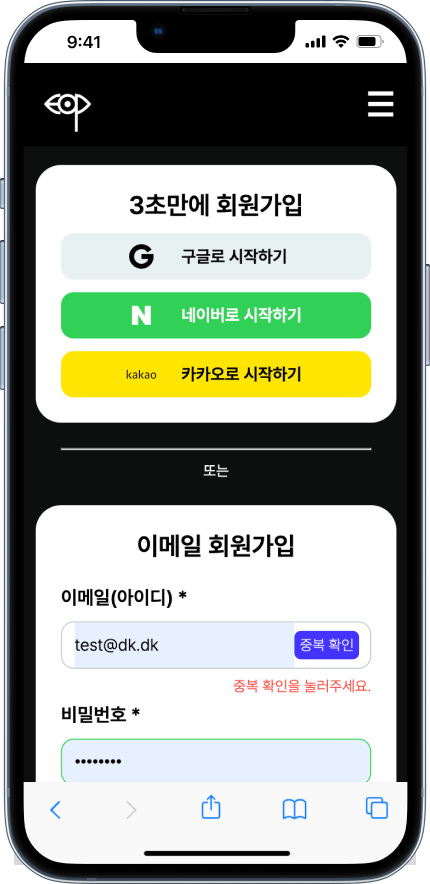 9:41
eop
3초만에 회원가입
G 구글로 시작하기
N 네이버로 시작하기
kakao 카카오로 시작하기
또는
이메일 회원가입
이메일(아이디) *
test@dk.dk 중복 확인
중복 확인을 눌러주세요.
비밀번호 *
••••••••